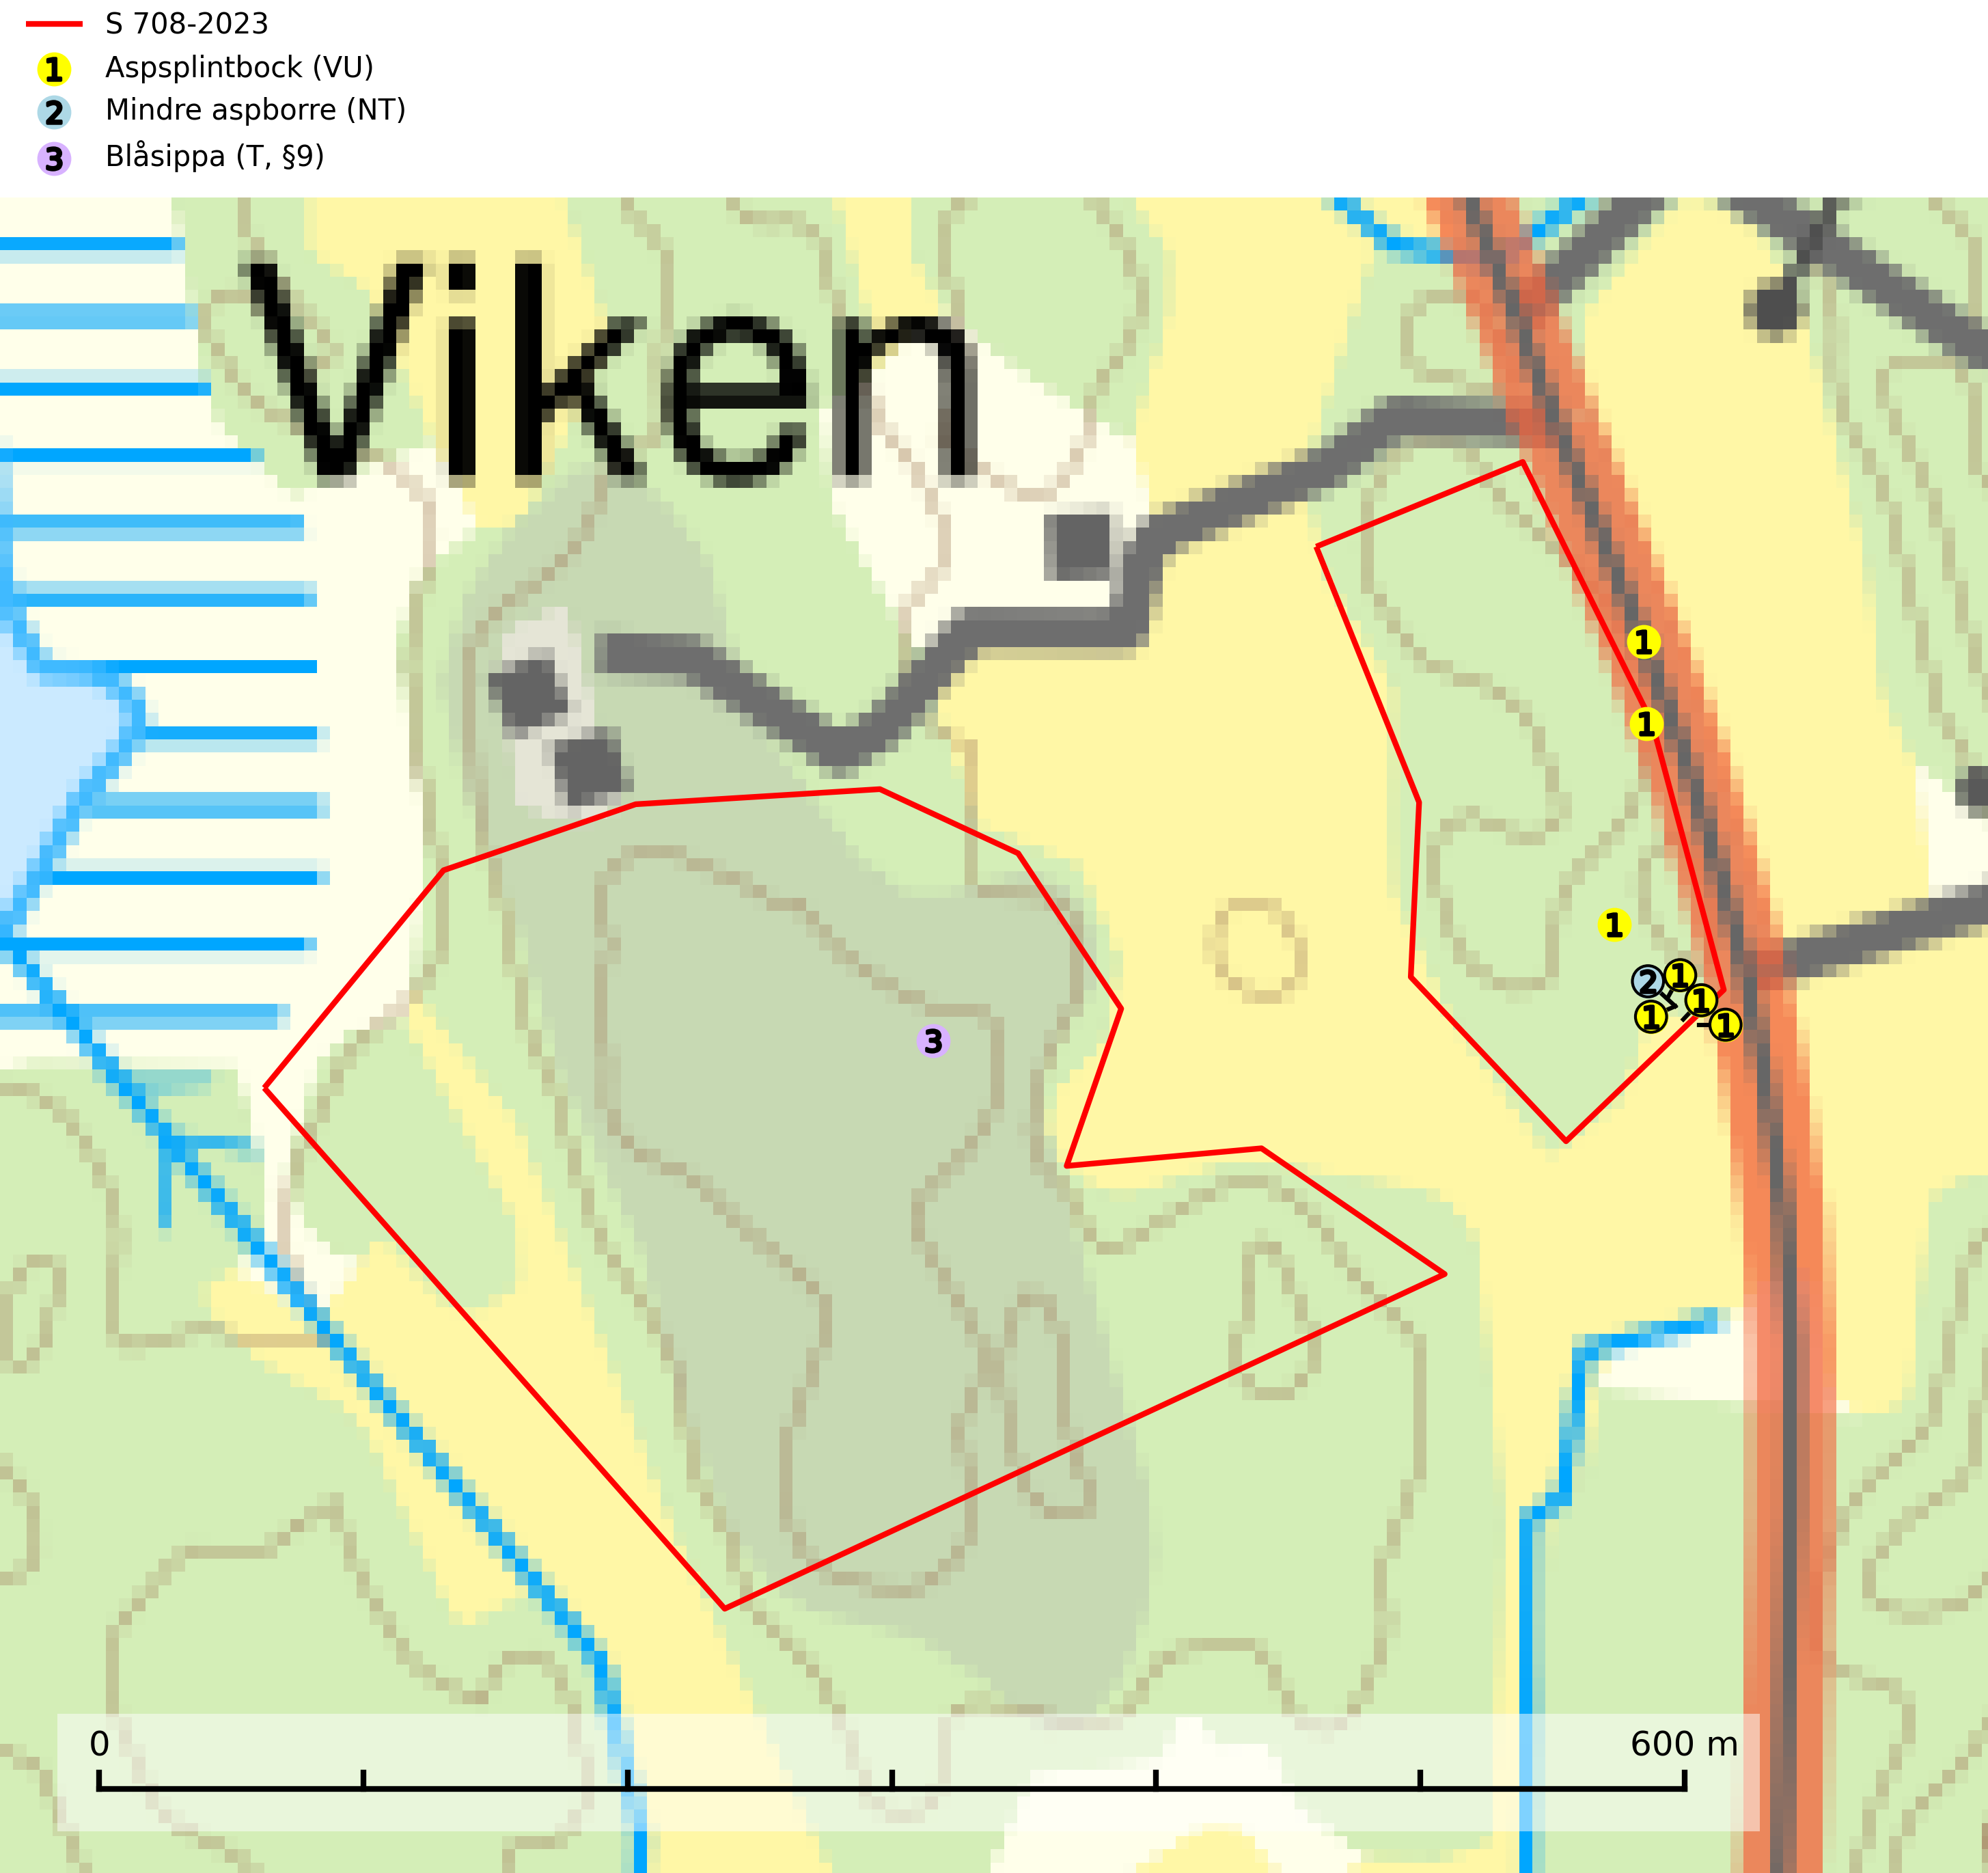 S 708-2023
1 Aspsplintbock (VU)
2 Mindre aspborre (NT)
3 Blåsippa (T, §9)
Viken
1
1
1
2 1
1
1
1
3
0 600 m